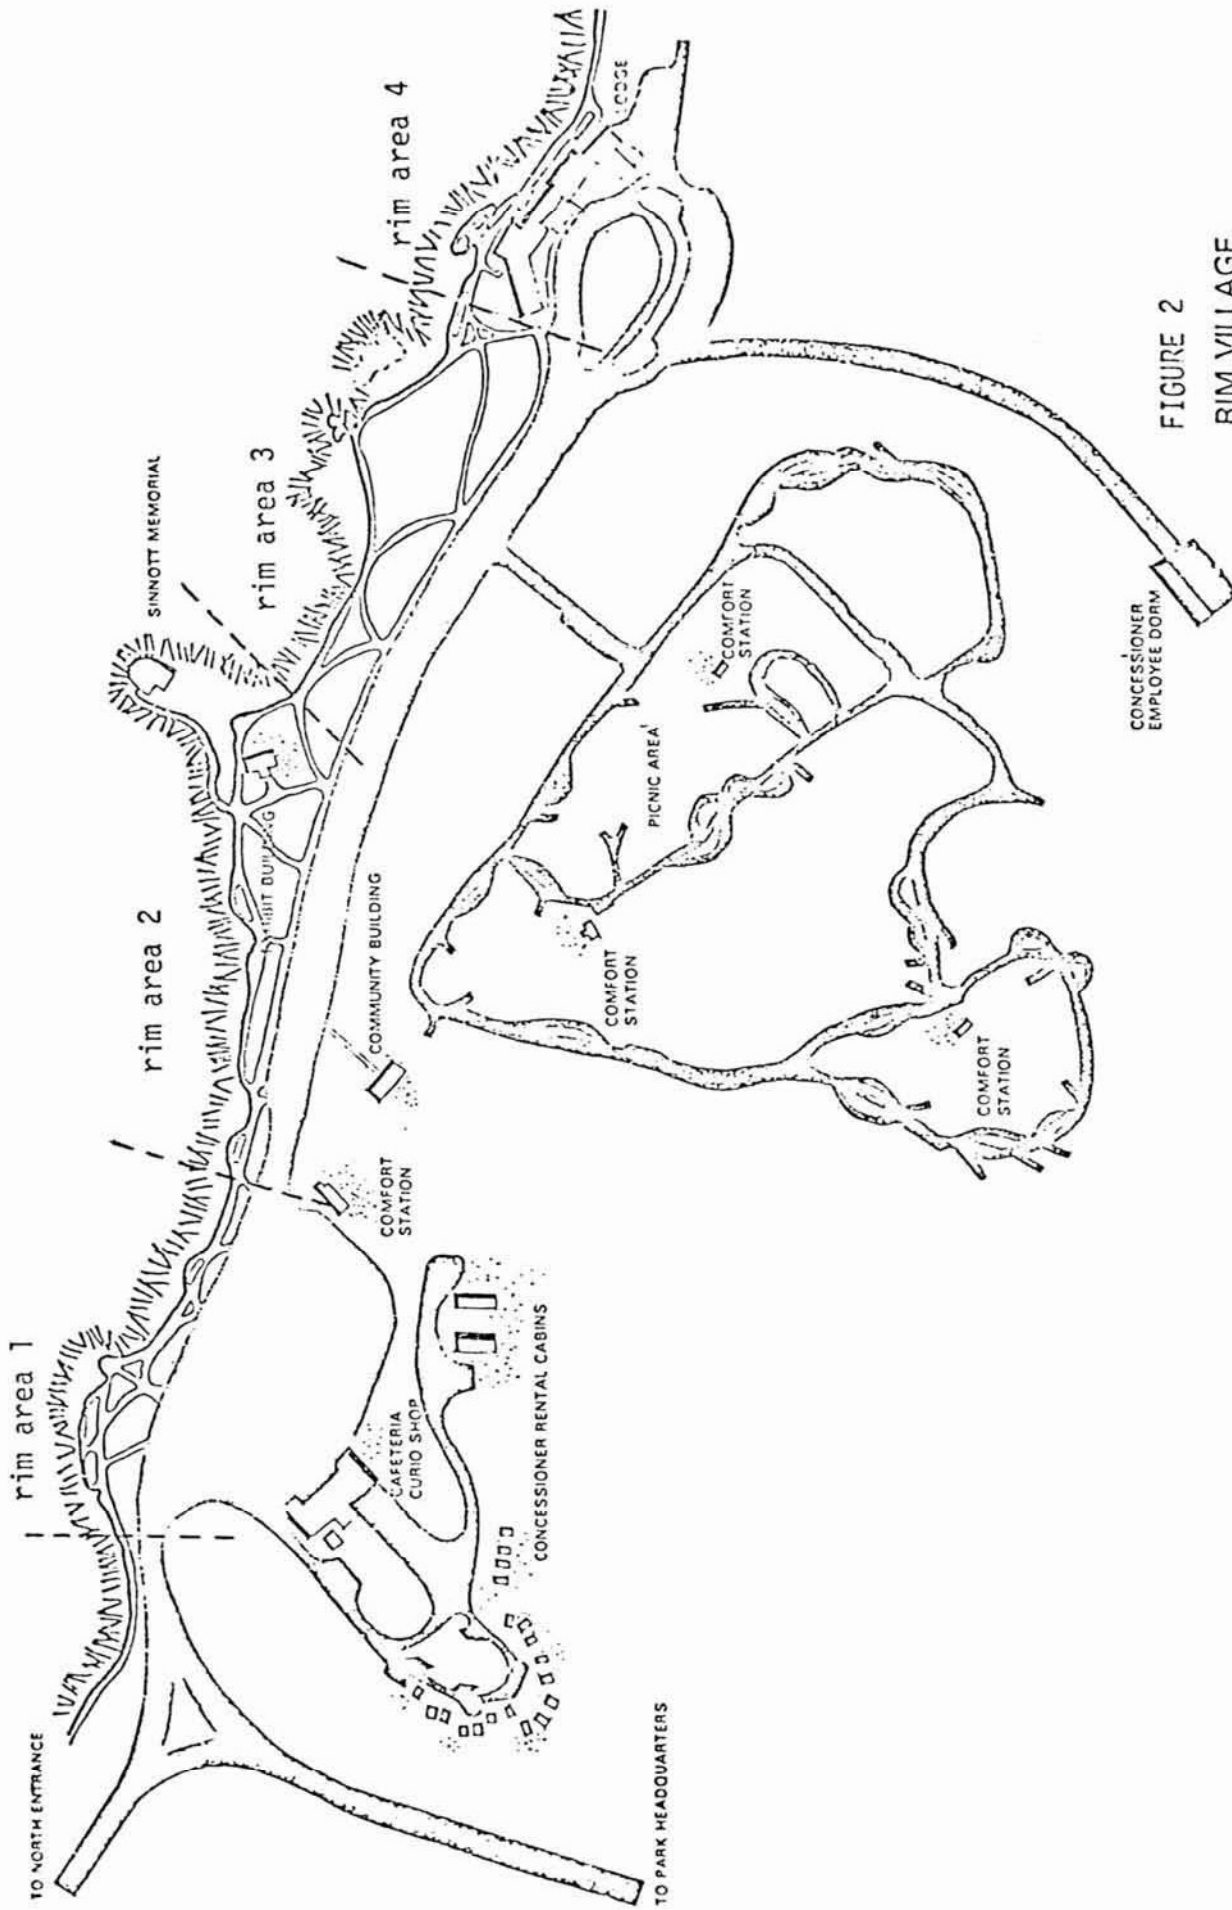 TO NORTH ENTRANCE
rim area 1
rim area 2
SINNOTT MEMORIAL
rim area 3
rim area 4
LODGE
IBIT BUILDING
COMMUNITY BUILDING
COMFORT
STATION
CAFETERIA
CURIO SHOP
CONCESSIONER RENTAL CABINS
TO PARK HEADQUARTERS
PICNIC AREA
COMFORT
STATION
COMFORT
STATION
COMFORT
STATION
CONCESSIONER
EMPLOYEE DORM
FIGURE 2
RIM VILLAGE